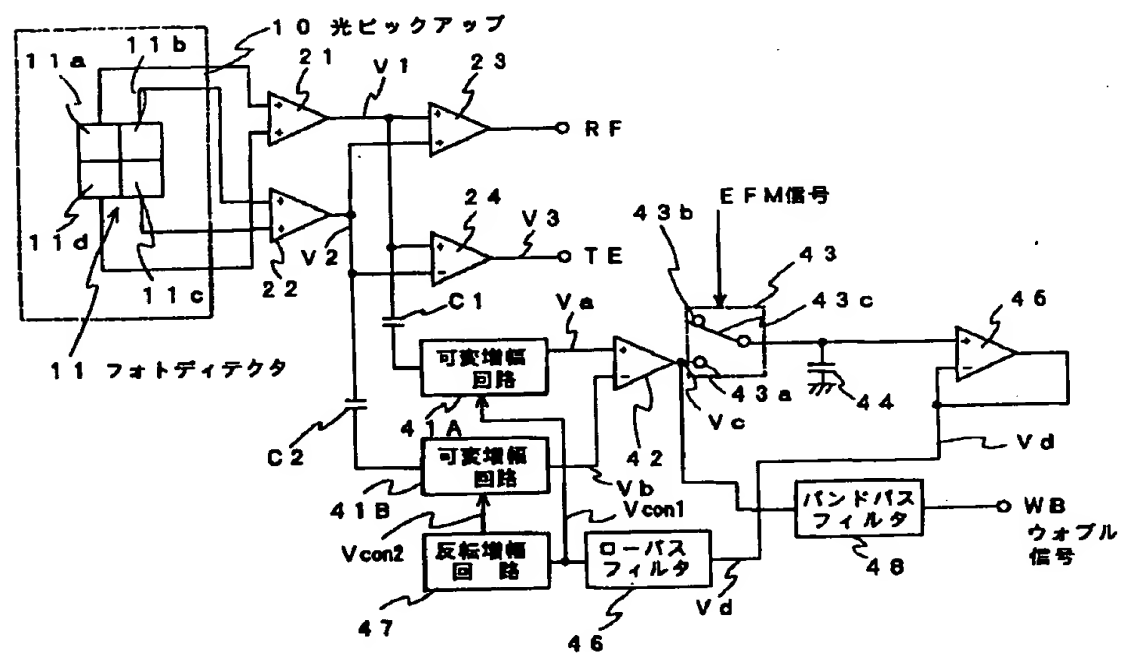 10 光ピックアップ
11b
11a
21
V1
23
RF
EFM信号
43b
24
V3
43
11d
V2
TE
43c
45
11c
22
C1
Va
11 フォトディテクタ
可変増幅
回路
43a
44
Vc
41A
42
Vd
C2
可変増幅
回路
Vb
バンドパス
フィルタ
WB
ウォブル
信号
41B
Vcon1
Vcon2
反転増幅
回路
ローパス
フィルタ
48
Vd
47
46